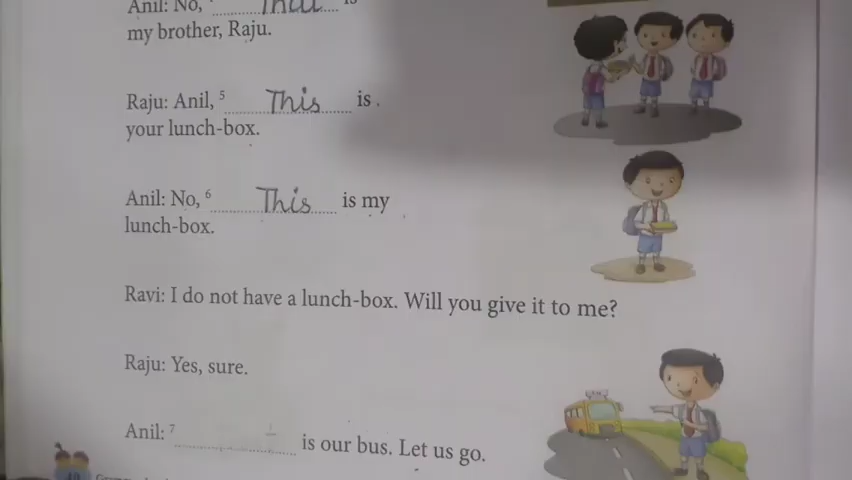 Anil: No, That is
my brother, Raju.
Raju: Anil, 5 This is .
your lunch-box.
Anil: No, 6 This is my
lunch-box.
Ravi: I do not have a lunch-box. Will you give it to me?
Raju: Yes, sure.
Anil: 7 is our bus. Let us go.